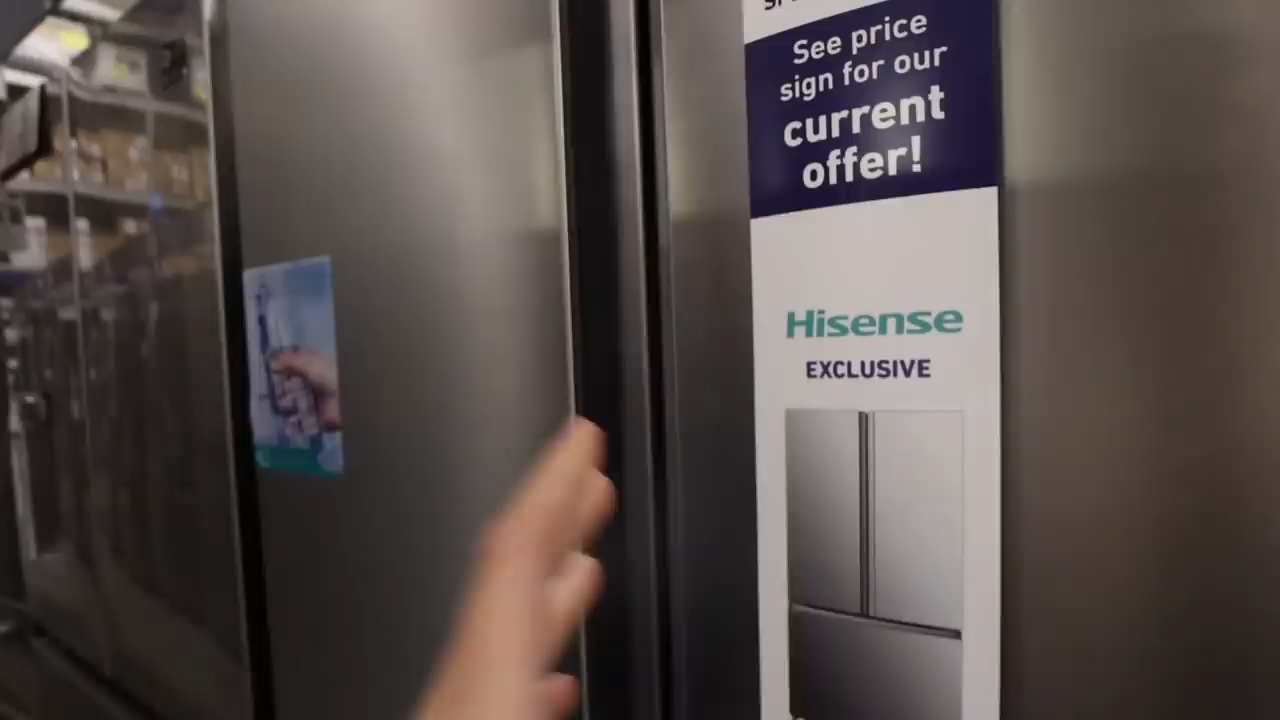 See price
sign for our
current
offer!
Hisense
EXCLUSIVE